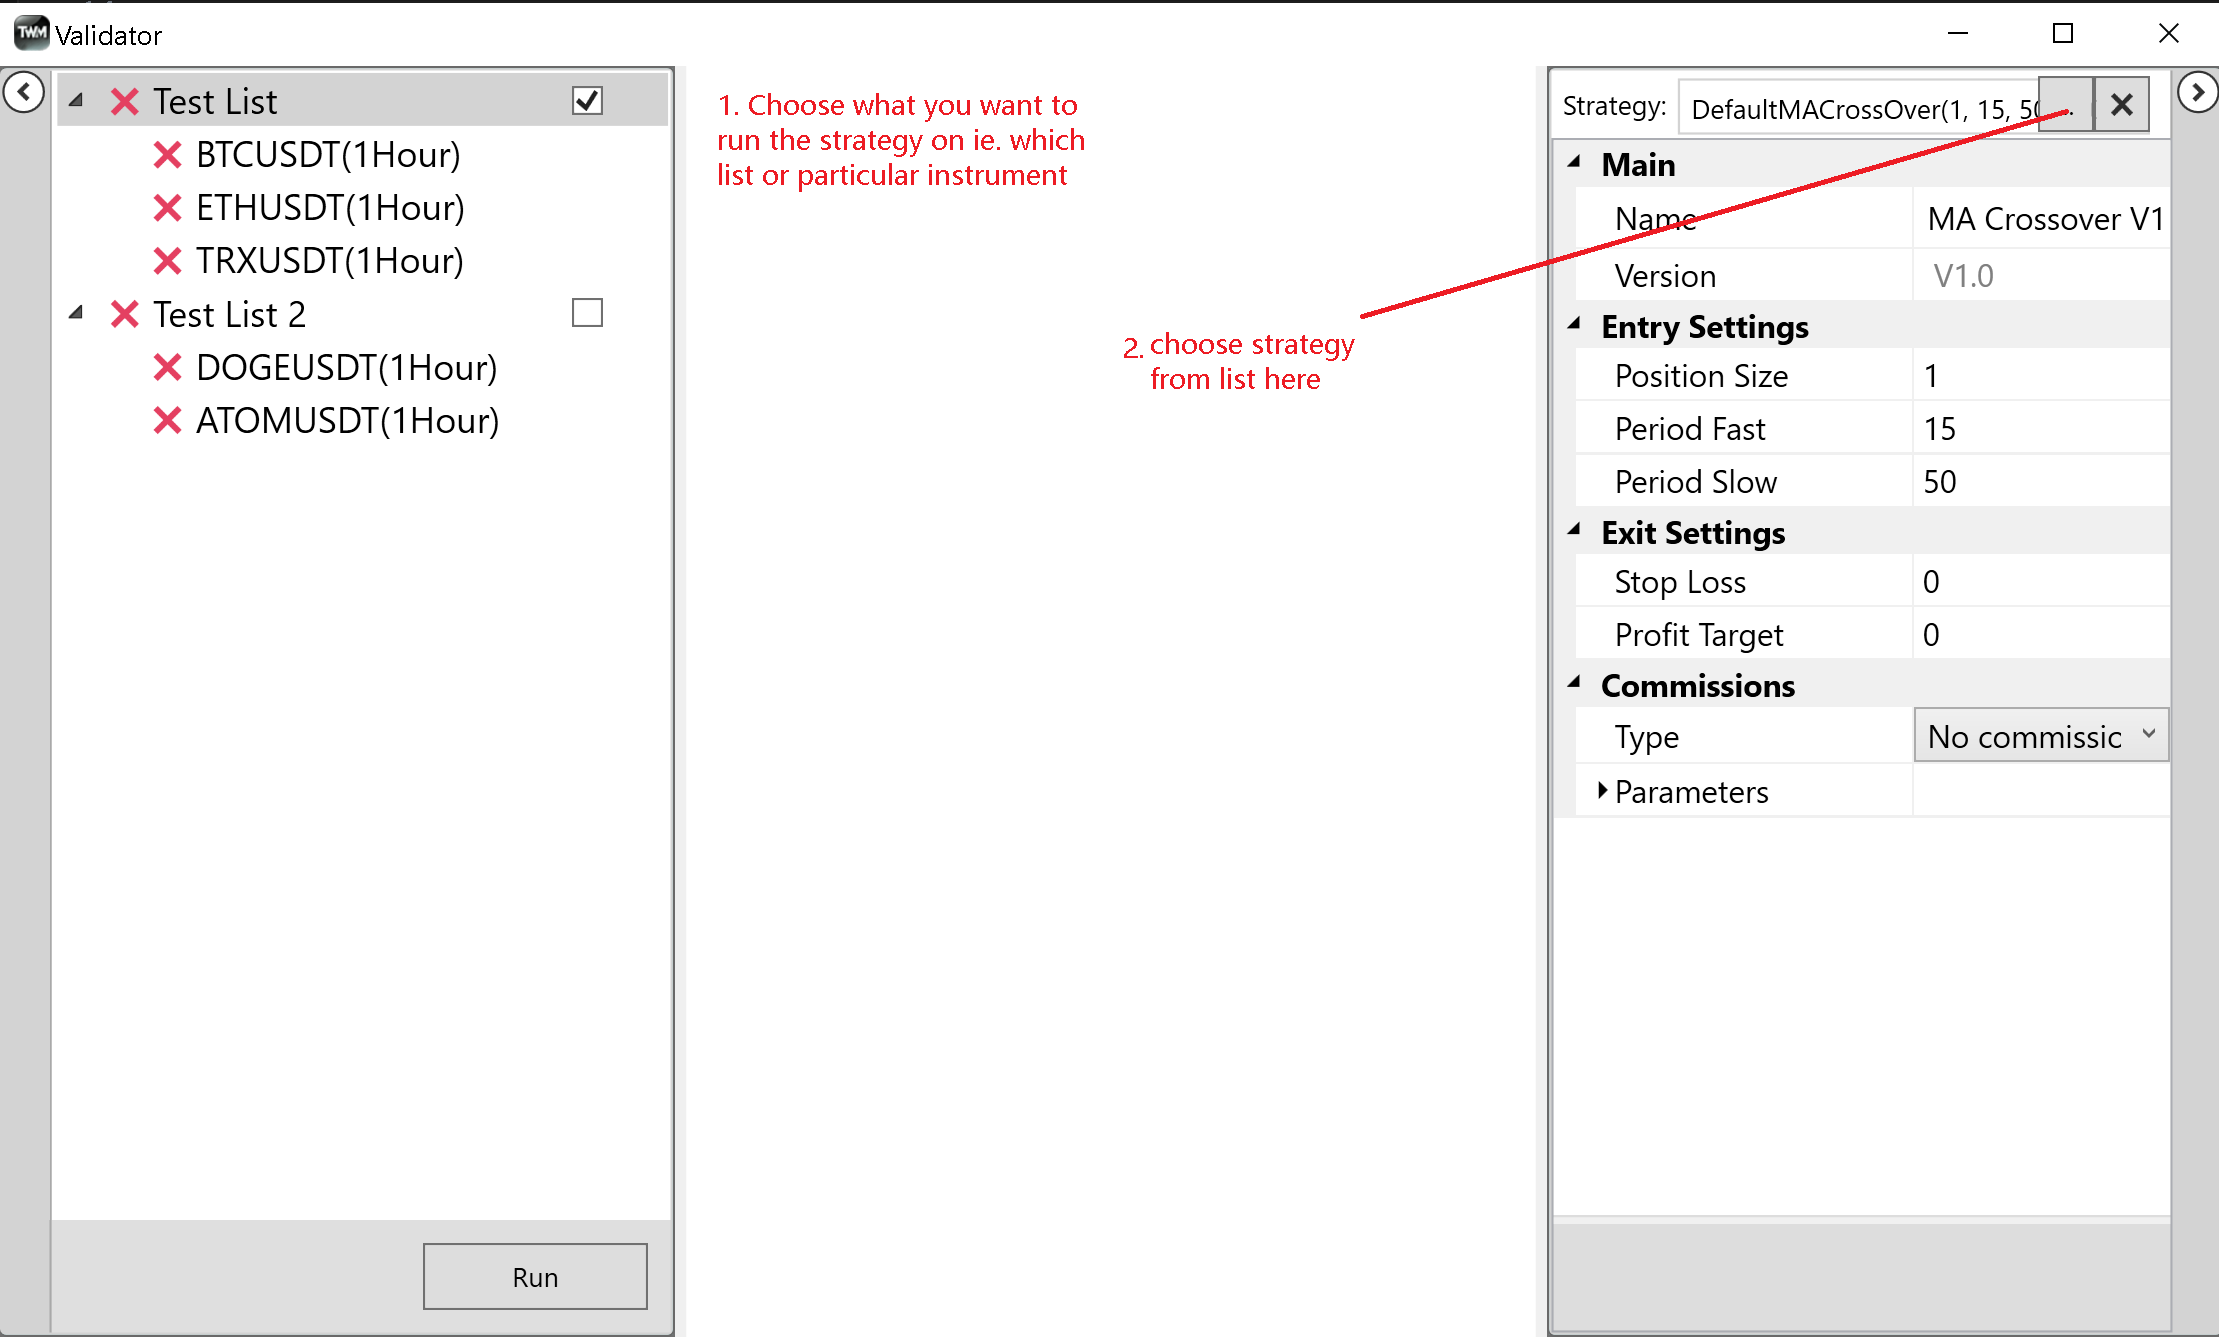 TWM Validator
Test List
BTCUSDT(1Hour)
ETHUSDT(1Hour)
TRXUSDT(1Hour)
Test List 2
DOGEUSDT(1Hour)
ATOMUSDT(1Hour)
Run
1. Choose what you want to
run the strategy on ie. which
list or particular instrument
2. choose strategy
from list here
Strategy: DefaultMACrossOver(1, 15, 50
Main
Name MA Crossover V1
Version V1.0
Entry Settings
Position Size 1
Period Fast 15
Period Slow 50
Exit Settings
Stop Loss 0
Profit Target 0
Commissions
Type No commissic
Parameters